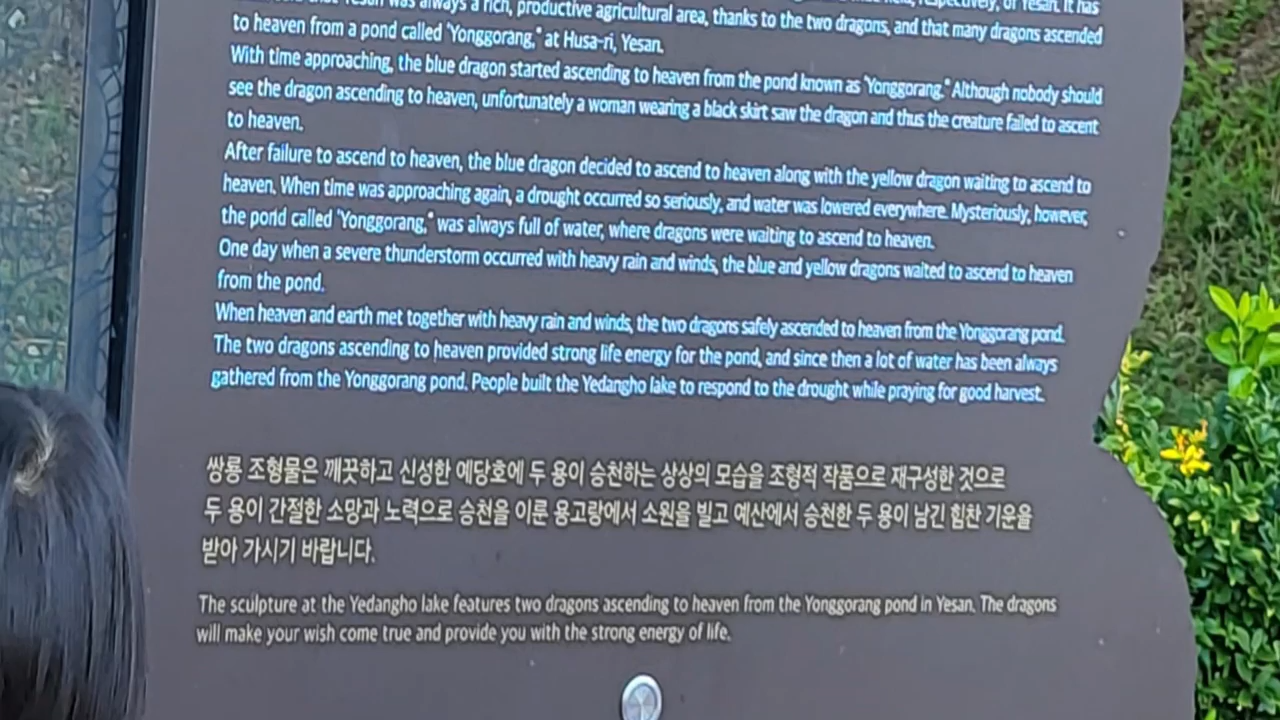 was always a rich, productive agricultural area, thanks to the two dragons, and that many dragons ascended
to heaven from a pond called "Yonggorang," at Husa-ri, Yesan.
With time approaching, the blue dragon started ascending to heaven from the pond known as "Yonggorang." Although nobody should
see the dragon ascending to heaven, unfortunately a woman wearing a black skirt saw the dragon and thus the creature failed to ascent
to heaven.
After failure to ascend to heaven, the blue dragon decided to ascend to heaven along with the yellow dragon waiting to ascend to
heaven. When time was approaching again, a drought occurred so seriously, and water was lowered everywhere. Mysteriously, however,
the pond called "Yonggorang," was always full of water, where dragons were waiting to ascend to heaven.
One day when a severe thunderstorm occurred with heavy rain and winds, the blue and yellow dragons waited to ascend to heaven
from the pond.
When heaven and earth met together with heavy rain and winds, the two dragons safely ascended to heaven from the Yonggorang pond.
The two dragons ascending to heaven provided strong life energy for the pond, and since then a lot of water has been always
gathered from the Yonggorang pond. People built the Yedangho lake to respond to the drought while praying for good harvest.
쌍룡 조형물은 깨끗하고 신성한 예당호에 두 용이 승천하는 상상의 모습을 조형적 작품으로 재구성한 것으로
두 용이 간절한 소망과 노력으로 승천을 이룬 용고랑에서 소원을 빌고 예산에서 승천한 두 용이 남긴 힘찬 기운을
받아 가시기 바랍니다.
The sculpture at the Yedangho lake features two dragons ascending to heaven from the Yonggorang pond in Yesan. The dragons
will make your wish come true and provide you with the strong energy of life.